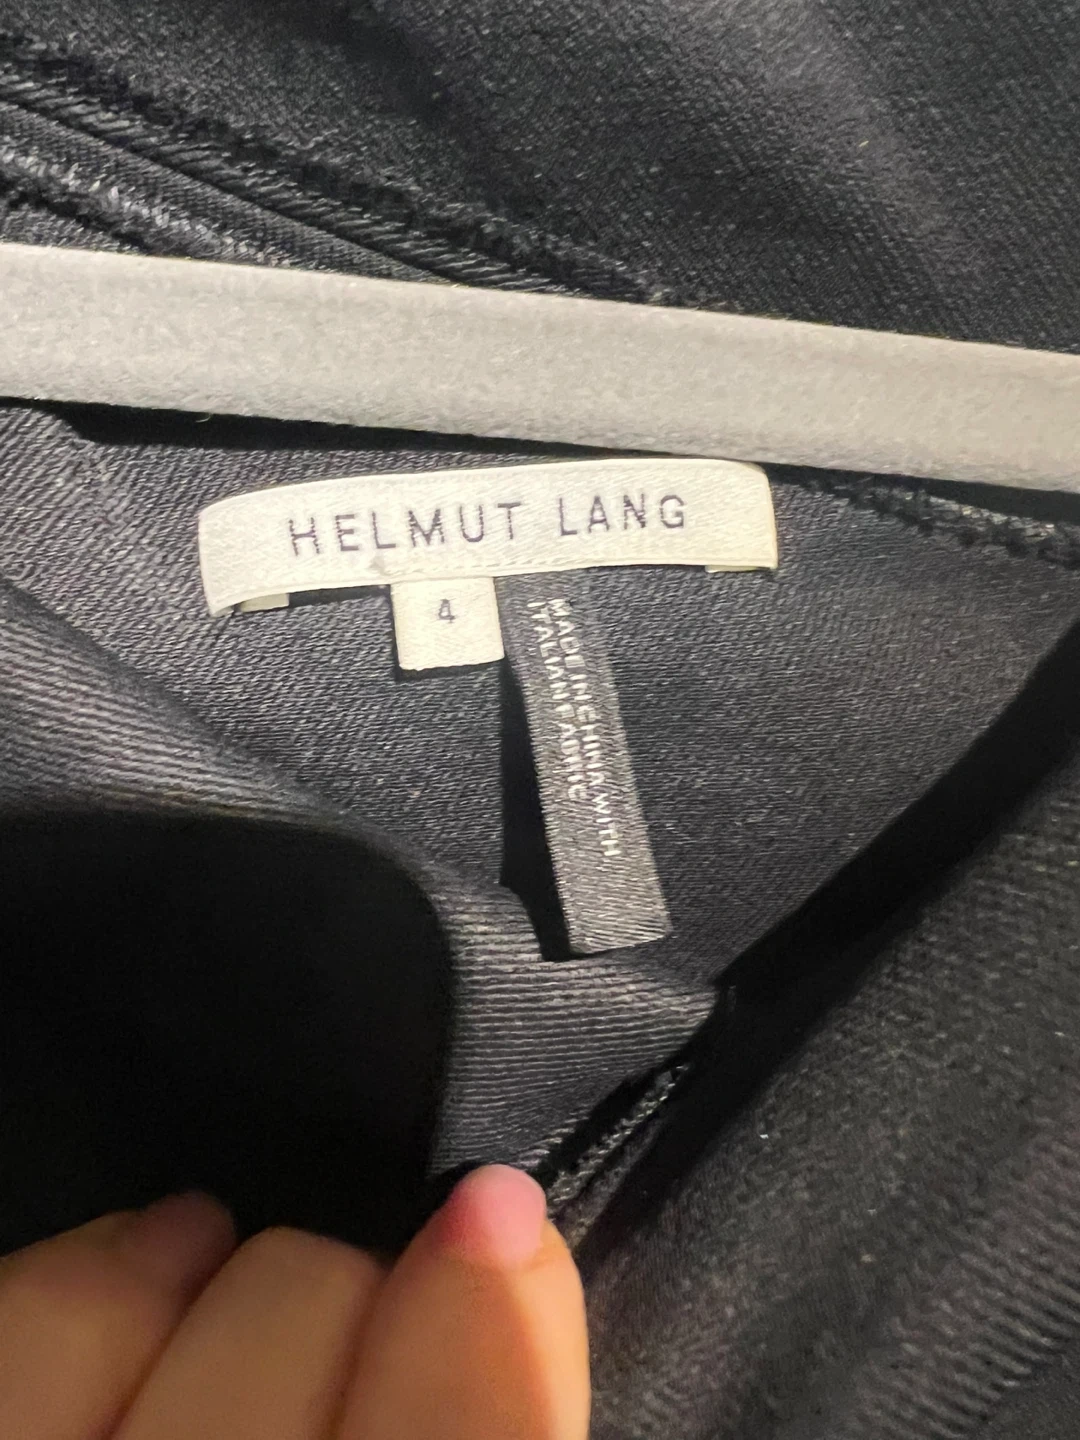 HELMUT LANG
4
MADE IN CHINA WITH
ITALIAN FABRIC